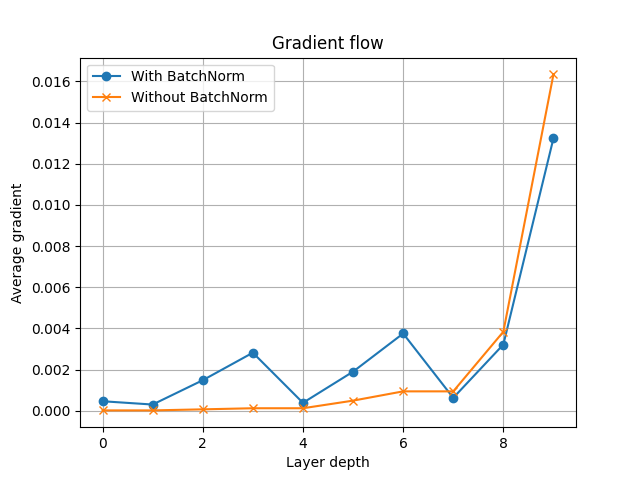 Gradient flow
With BatchNorm
Without BatchNorm
0.016
0.014
0.012
0.010
0.008
0.006
0.004
0.002
0.000
Average gradient
0 2 4 6 8
Layer depth